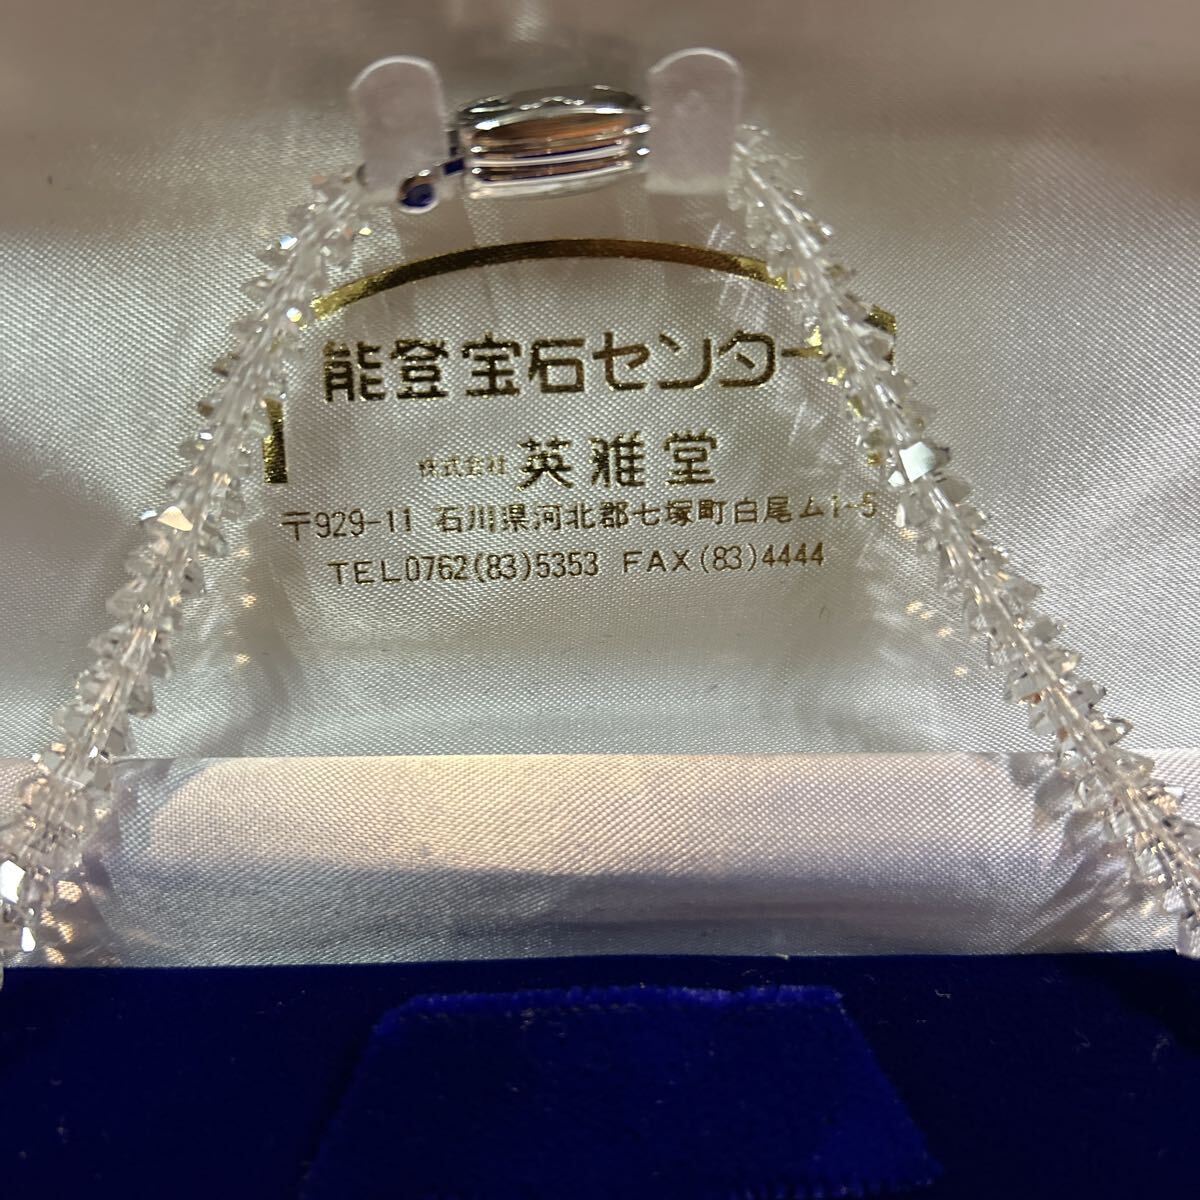 能登宝石センター
株式会社 英雅堂
〒929-11 石川県河北郡七塚町白尾ム1-5
TEL0762(83)5353 FAX(83)4444